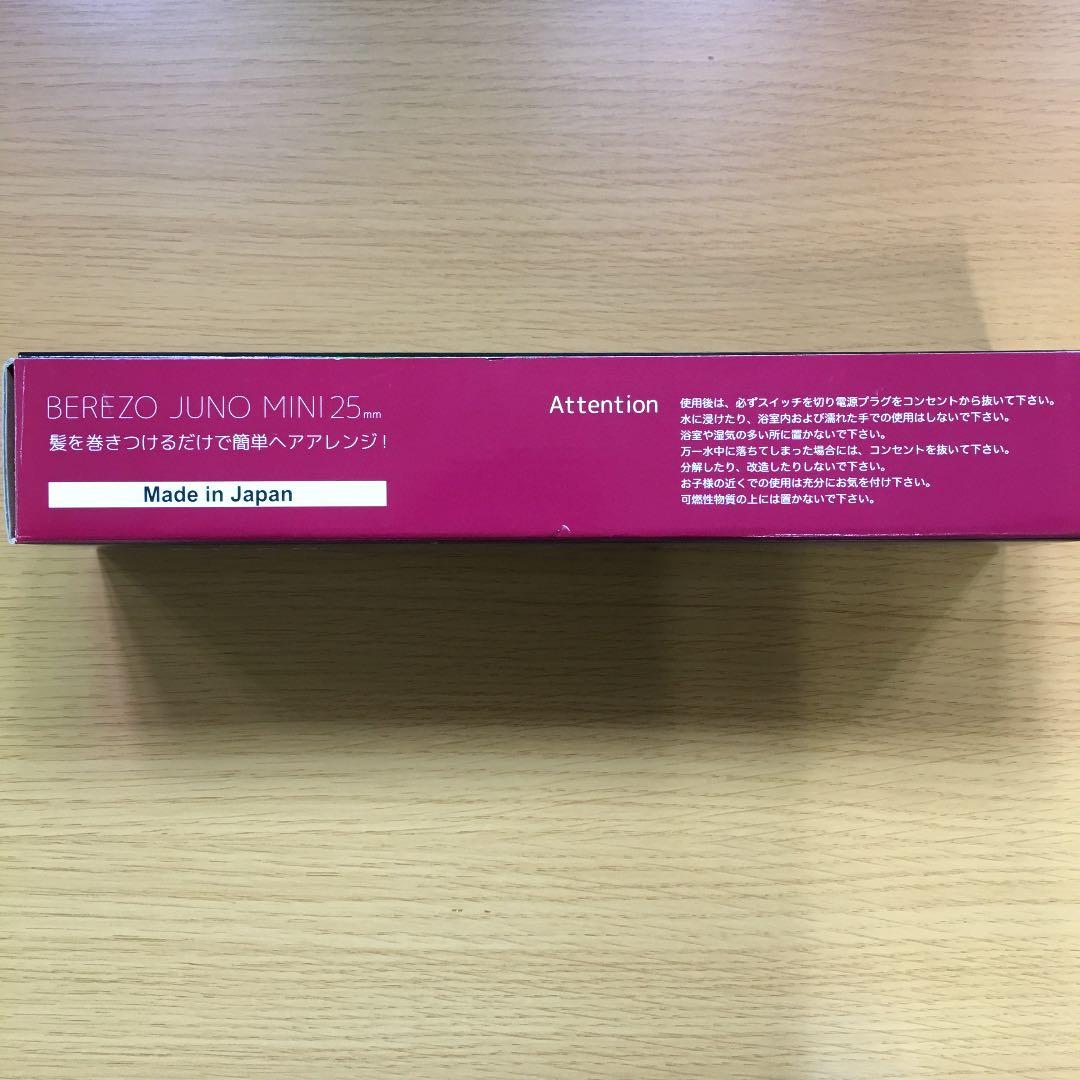 BEREZO JUNO MINI 25mm
髪を巻きつけるだけで簡単ヘアアレンジ!
Made in Japan
Attention
使用後は、必ずスイッチを切り電源プラグをコンセントから抜いて下さい。
水に浸けたり、浴室内および濡れた手での使用はしないで下さい。
浴室や湿気の多い所に置かないで下さい。
万一水中に落ちてしまった場合には、コンセントを抜いて下さい。
分解したり、改造したりしないで下さい。
お子様の近くでの使用は充分にお気を付け下さい。
可燃性物質の上には置かないで下さい。